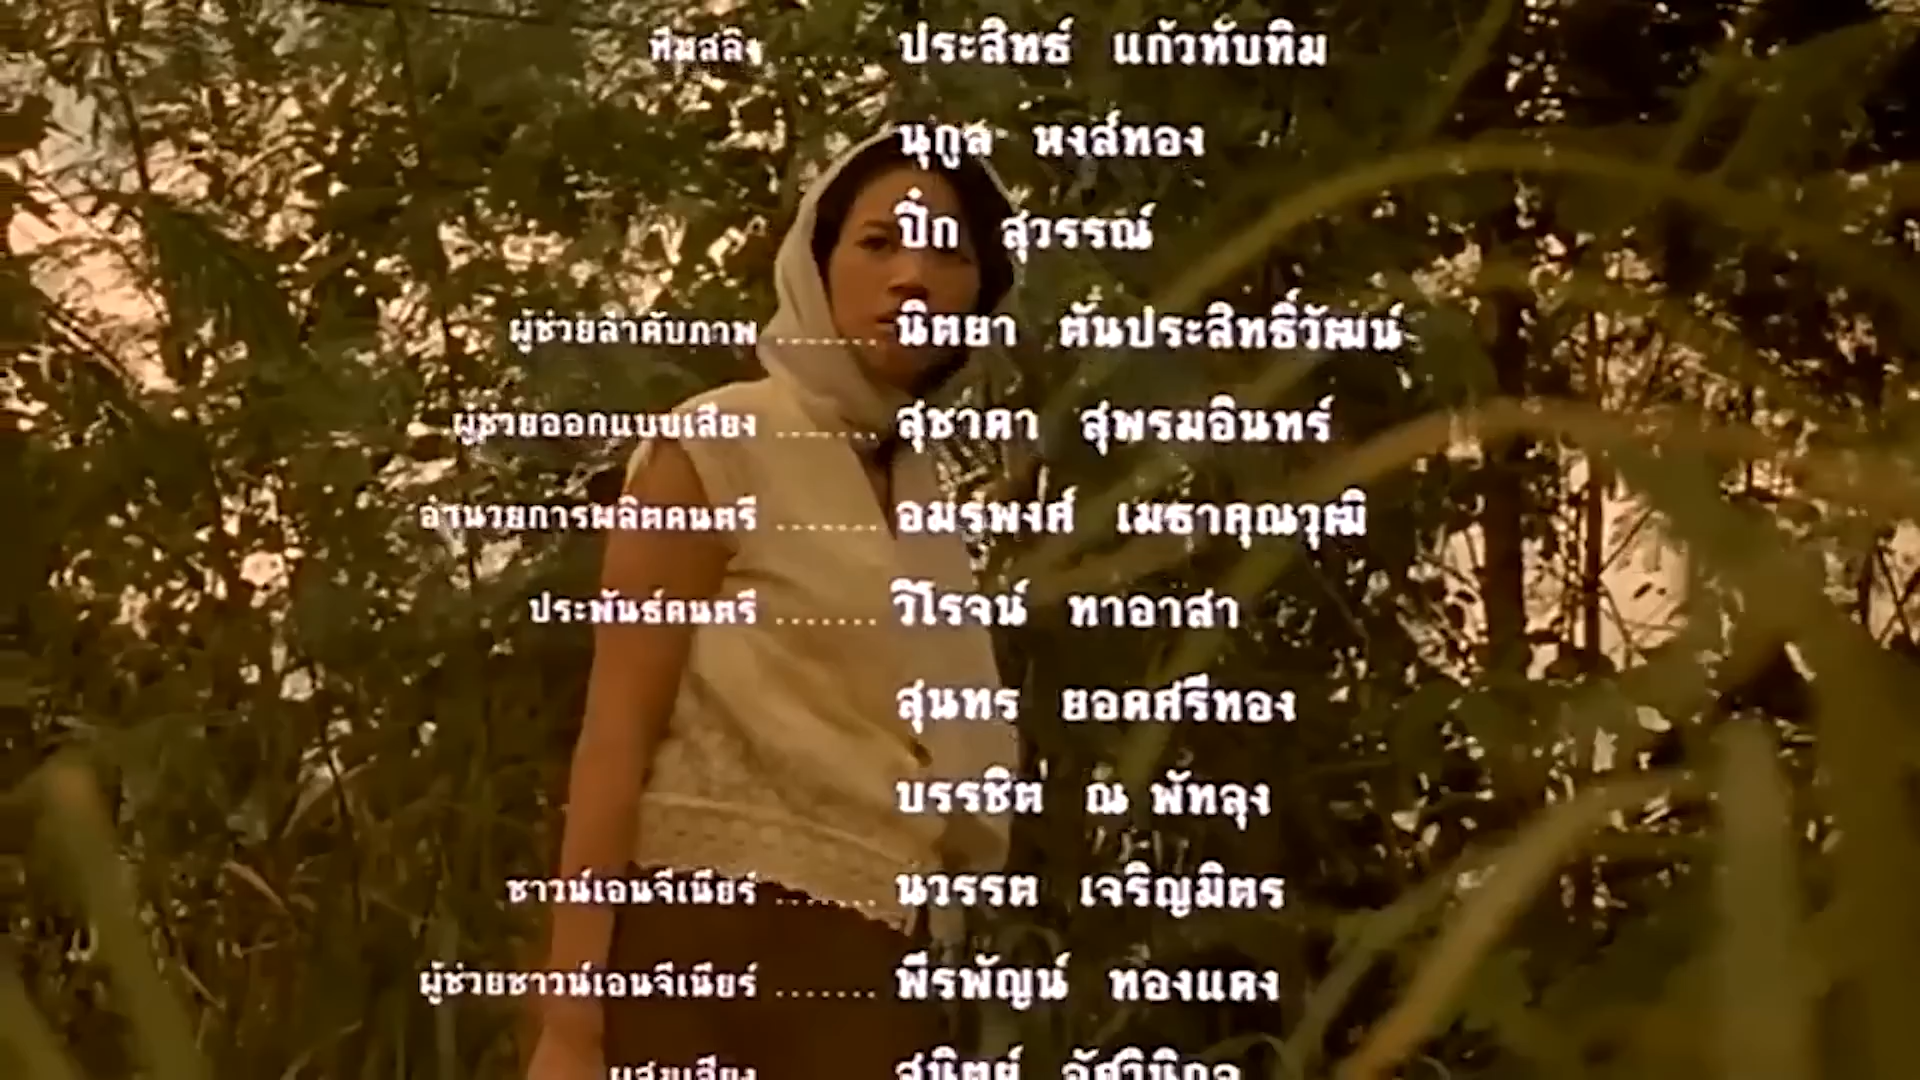 ทีมสลิง ....... ประสิทธ์ แก้วทับทิม
นุกูล หงส์ทอง
ปิ๋ก สุวรรณ์
ผู้ช่วยลำดับภาพ ....... นิตยา ตันประสิทธิ์วัฒน์
ผู้ช่วยออกแบบเสียง ....... สุชาดา สุพรมอินทร์
อำนวยการผลิตดนตรี ....... อมรพงศ์ เมธาคุณวุฒิ
ประพันธ์ดนตรี ....... วิโรจน์ ทาอาสา
สุนทร ยอดศรีทอง
บรรชิต ณ พัทลุง
ซาวน์เอนจีเนียร์ ....... นวรรต เจริญมิตร
ผู้ช่วยซาวน์เอนจีเนียร์ ....... พีรพัญน์ ทองแดง
ผสมเสียง